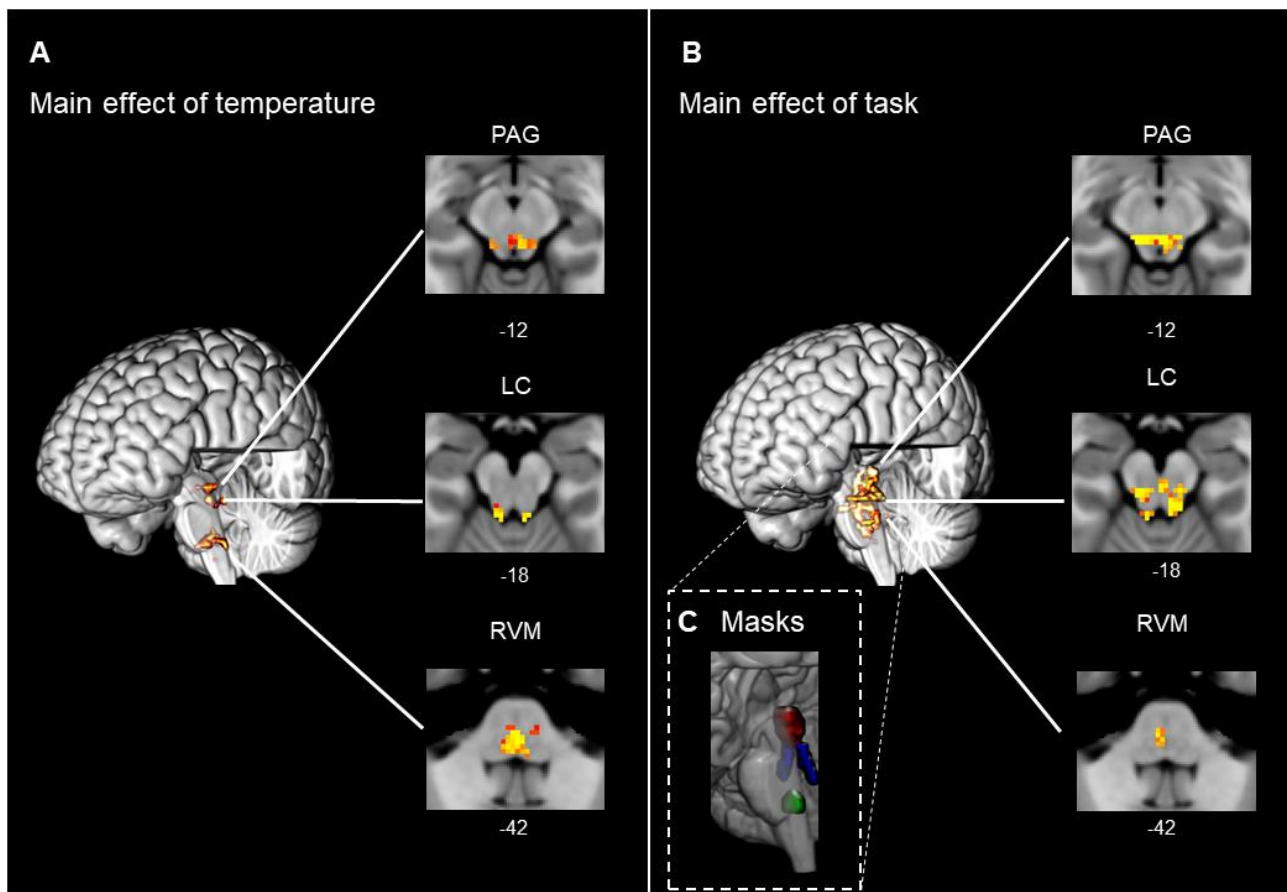 A
Main effect of temperature
PAG
-12
LC
-18
RVM
-42
B
Main effect of task
PAG
-12
LC
-18
RVM
-42
C Masks